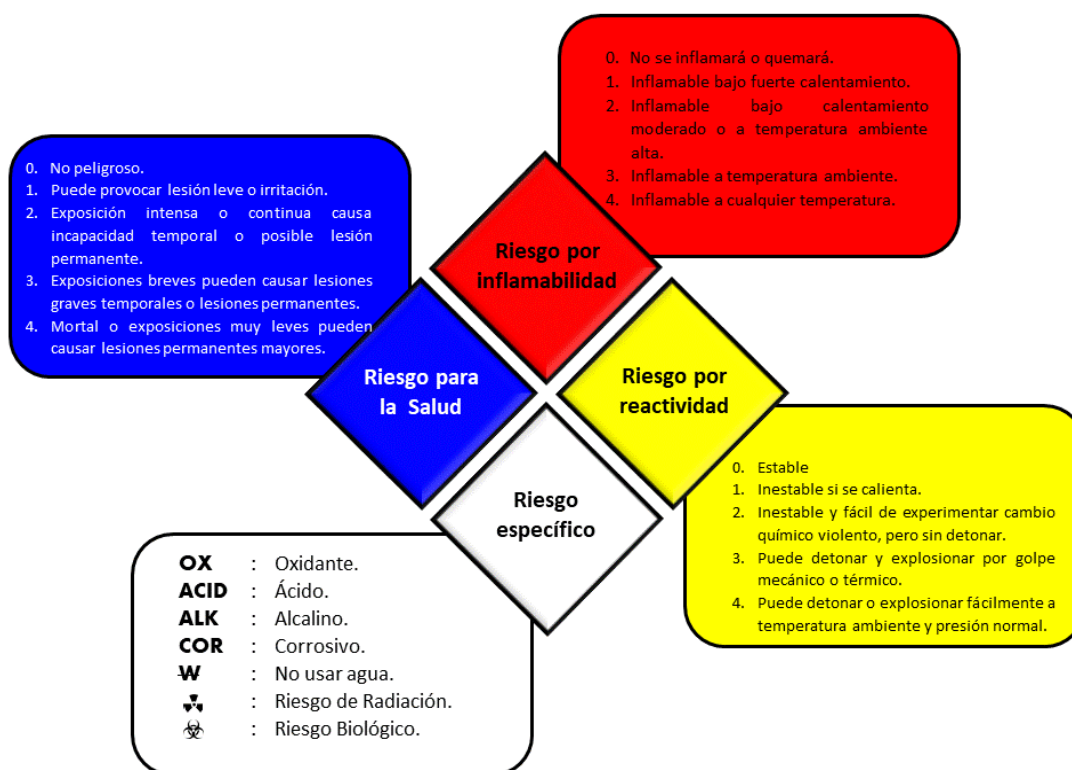 0. No se inflamará o quemará.
1. Inflamable bajo fuerte calentamiento.
2. Inflamable bajo calentamiento
moderado o a temperatura ambiente
alta.
3. Inflamable a temperatura ambiente.
4. Inflamable a cualquier temperatura.
0. No peligroso.
1. Puede provocar lesión leve o irritación.
2. Exposición intensa o continua causa
incapacidad temporal o posible lesión
permanente.
3. Exposiciones breves pueden causar lesiones
graves temporales o lesiones permanentes.
4. Mortal o exposiciones muy leves pueden
causar lesiones permanentes mayores.
Riesgo por
inflamabilidad
Riesgo para
la Salud
Riesgo por
reactividad
Riesgo
específico
0. Estable
1. Inestable si se calienta.
2. Inestable y fácil de experimentar cambio
químico violento, pero sin detonar.
3. Puede detonar y explosionar por golpe
mecánico o térmico.
4. Puede detonar o explosionar fácilmente a
temperatura ambiente y presión normal.
OX : Oxidante.
ACID : Ácido.
ALK : Alcalino.
COR : Corrosivo.
W : No usar agua.
☢ : Riesgo de Radiación.
☣ : Riesgo Biológico.